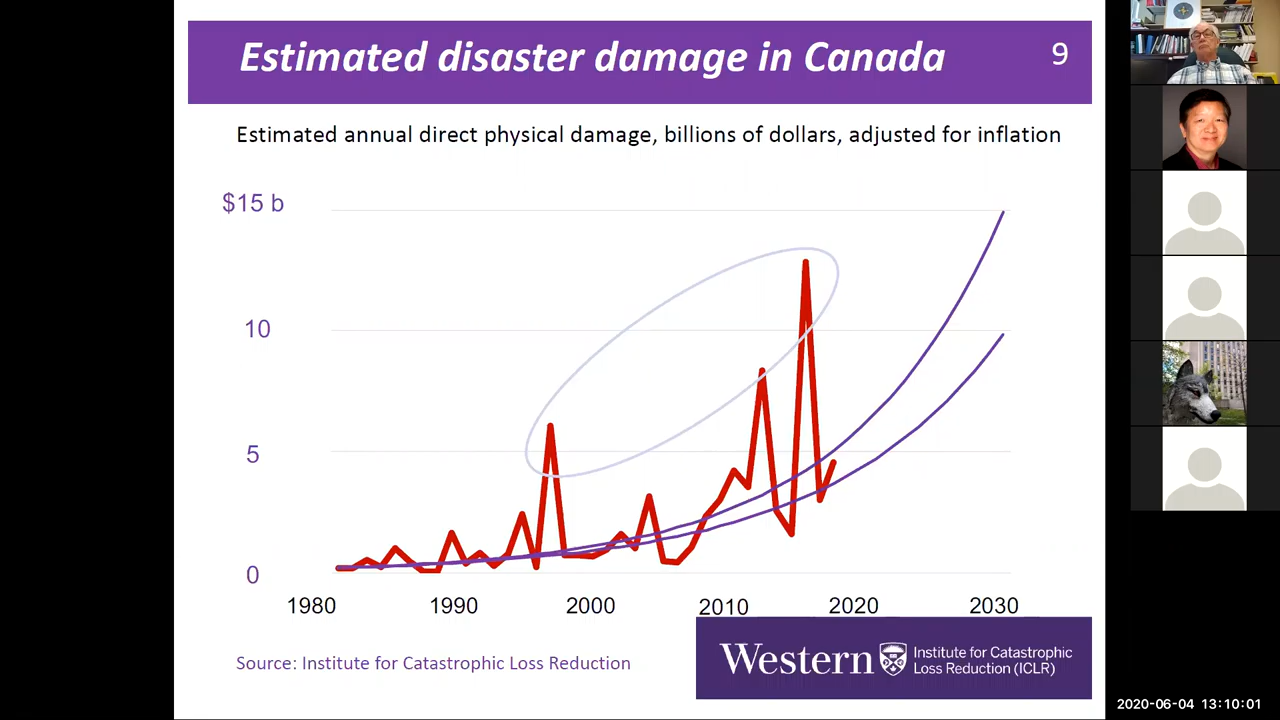 Estimated disaster damage in Canada
9
Estimated annual direct physical damage, billions of dollars, adjusted for inflation
$15 b
10
5
0
1980 1990 2000 2010 2020 2030
Source: Institute for Catastrophic Loss Reduction
Western
Institute for Catastrophic
Loss Reduction (ICLR)
2020-06-04 13:10:01